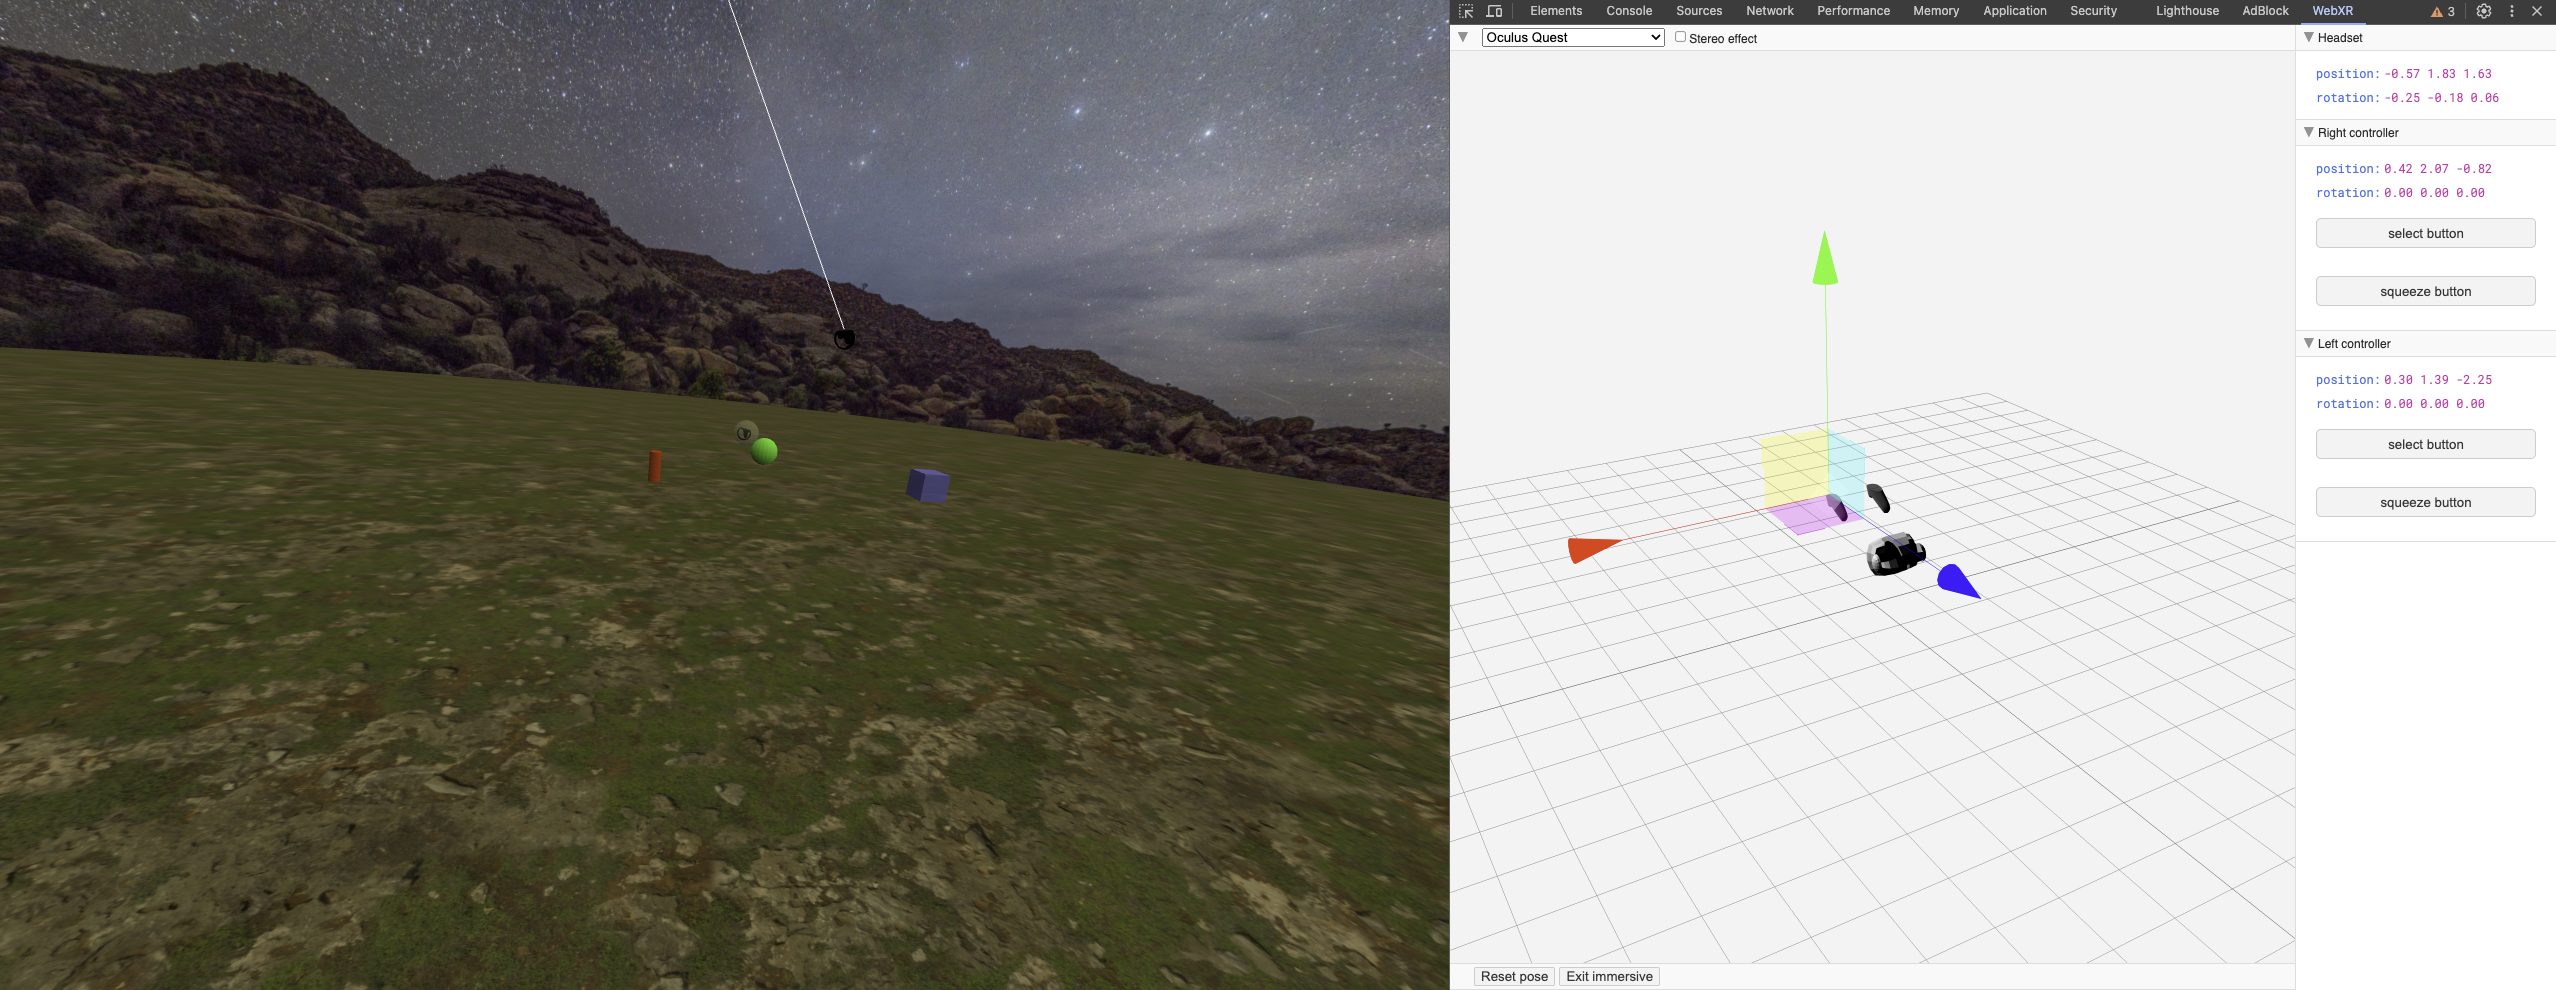 Elements Console Sources Network Performance Memory Application Security Lighthouse AdBlock WebXR 3
Oculus Quest Stereo effect
Headset
position: -0.57 1.83 1.63
rotation: -0.25 -0.18 0.06
Right controller
position: 0.42 2.07 -0.82
rotation: 0.00 0.00 0.00
select button
squeeze button
Left controller
position: 0.30 1.39 -2.25
rotation: 0.00 0.00 0.00
select button
squeeze button
Reset pose Exit immersive